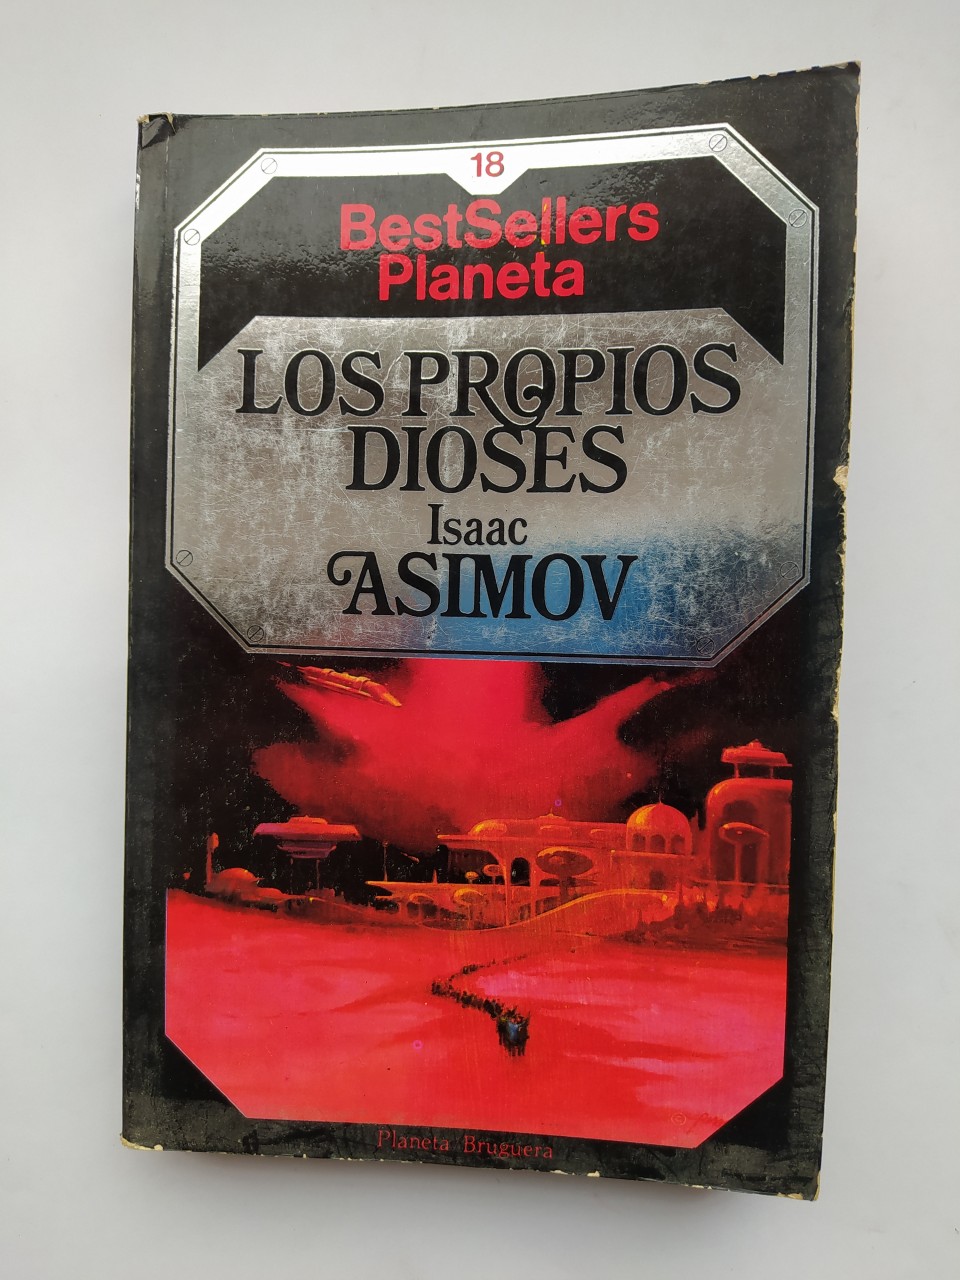 18
BestSellers
Planeta
LOS PROPIOS
DIOSES
Isaac
ASIMOV
Planeta Bruguera